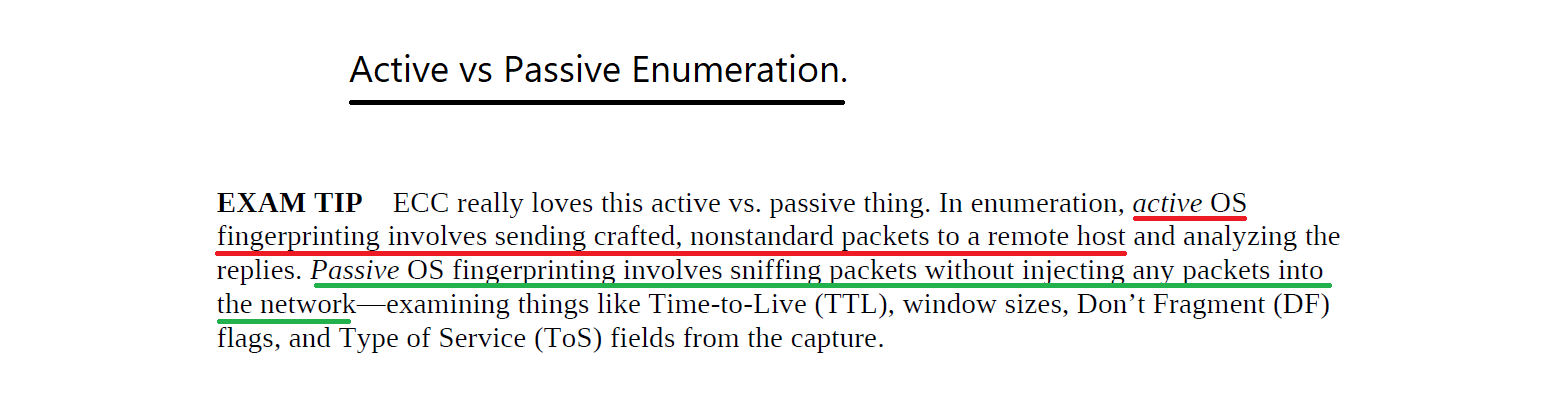 Active vs Passive Enumeration.
EXAM TIP ECC really loves this active vs. passive thing. In enumeration, active OS
fingerprinting involves sending crafted, nonstandard packets to a remote host and analyzing the
replies. Passive OS fingerprinting involves sniffing packets without injecting any packets into
the network—examining things like Time-to-Live (TTL), window sizes, Don’t Fragment (DF)
flags, and Type of Service (ToS) fields from the capture.